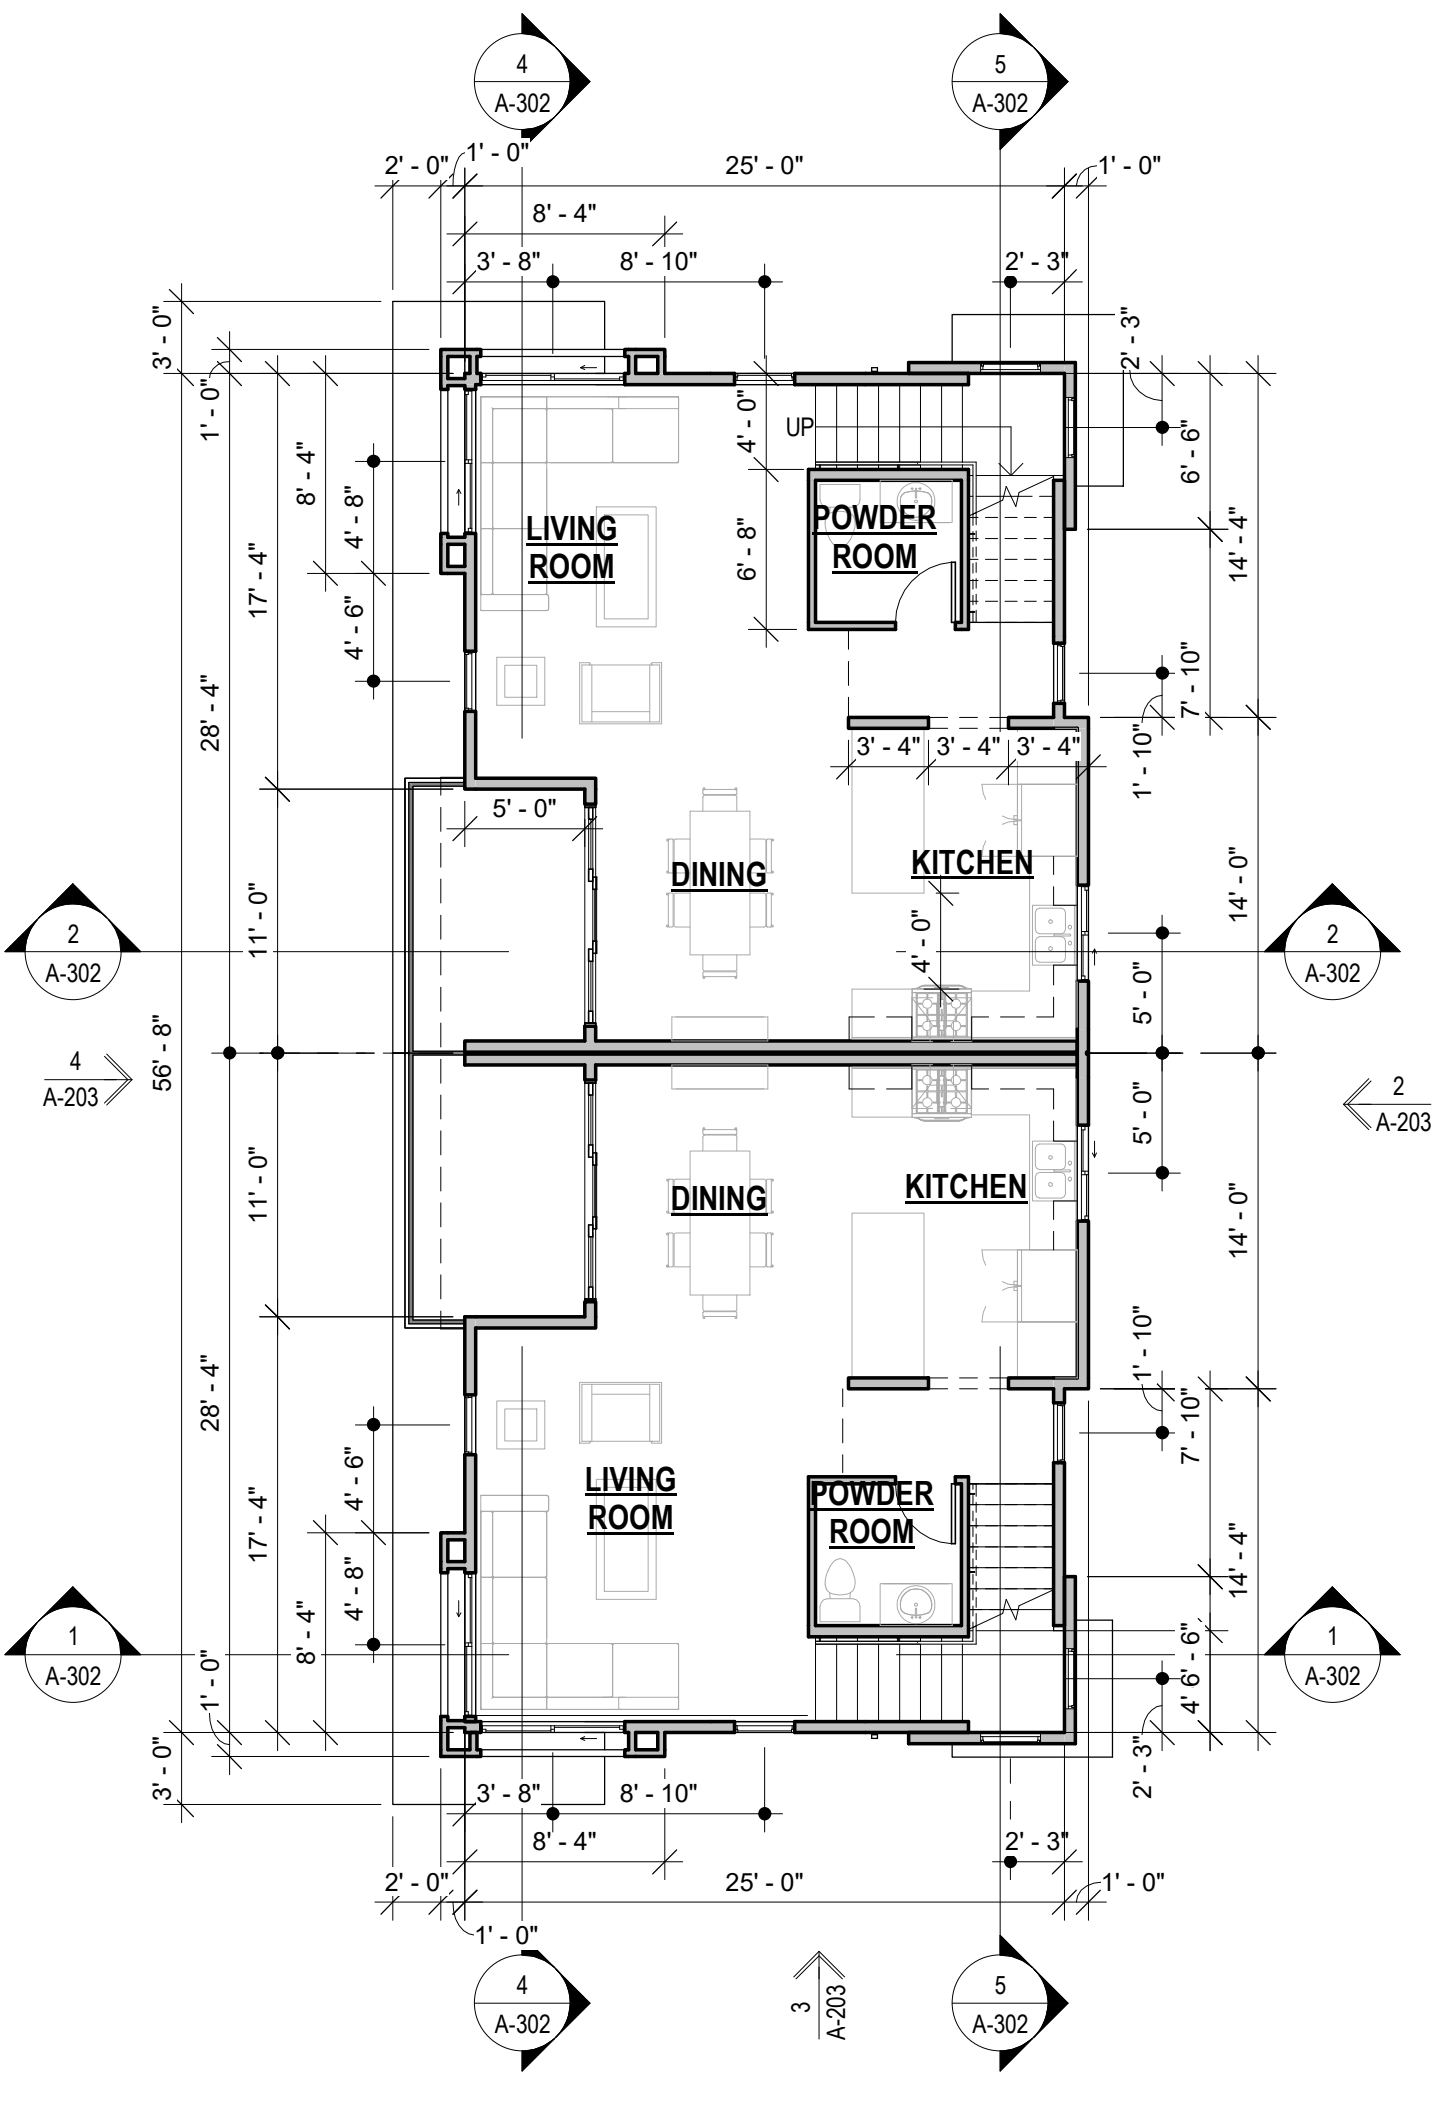 4
A-302
5
A-302
2' - 0"
1' - 0"
25' - 0"
1' - 0"
8' - 4"
3' - 8"
8' - 10"
2' - 3"
3' - 0"
1' - 0"
2' - 3"
4' - 0"
UP
8' - 4"
4' - 8"
6' - 6"
LIVING
ROOM
POWDER
ROOM
6' - 8"
14' - 4"
17' - 4"
4' - 6"
28' - 4"
7' - 10"
1' - 10"
3' - 4"
3' - 4"
3' - 4"
5' - 0"
DINING
KITCHEN
11' - 0"
14' - 0"
4' - 0"
2
A-302
2
A-302
5' - 0"
56' - 8"
4
A-203
2
A-203
5' - 0"
11' - 0"
DINING
KITCHEN
14' - 0"
1' - 10"
28' - 4"
7' - 10"
4' - 6"
LIVING
ROOM
POWDER
ROOM
17' - 4"
4' - 8"
14' - 4"
8' - 4"
1
A-302
1
A-302
6' - 6"
4'
1' - 0"
3' - 0"
2' - 3"
3' - 8"
8' - 10"
8' - 4"
2' - 3"
2' - 0"
25' - 0"
1' - 0"
1' - 0"
4
A-302
3
A-203
5
A-302